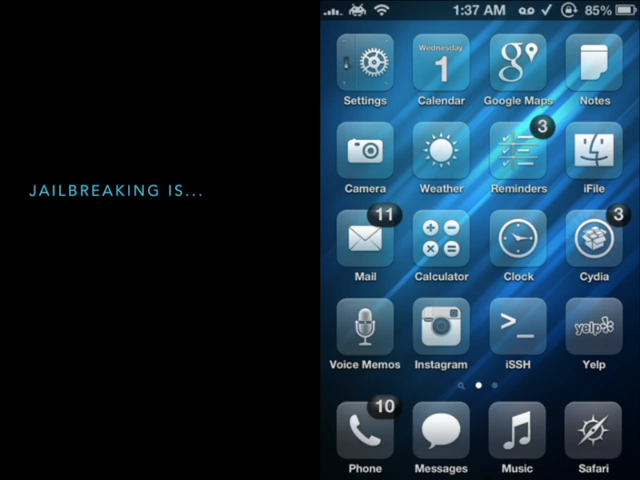 JAILBREAKING IS...
1:37 AM 85%
Settings
Wednesday
1
Calendar
g
Google Maps
Notes
Camera
Weather
3
Reminders
iFile
11
Mail
Calculator
Clock
3
Cydia
Voice Memos
Instagram
>_
iSSH
yelp
Yelp
10
Phone
Messages
Music
Safari